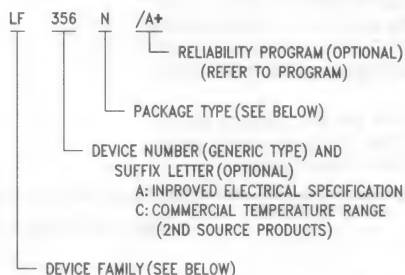 LF 356 N /A+
RELIABILITY PROGRAM (OPTIONAL)
(REFER TO PROGRAM)
PACKAGE TYPE (SEE BELOW)
DEVICE NUMBER (GENERIC TYPE) AND
SUFFIX LETTER (OPTIONAL)
A: INPROVED ELECTRICAL SPECIFICATION
C: COMMERCIAL TEMPERATURE RANGE
(2ND SOURCE PRODUCTS)
DEVICE FAMILY (SEE BELOW)